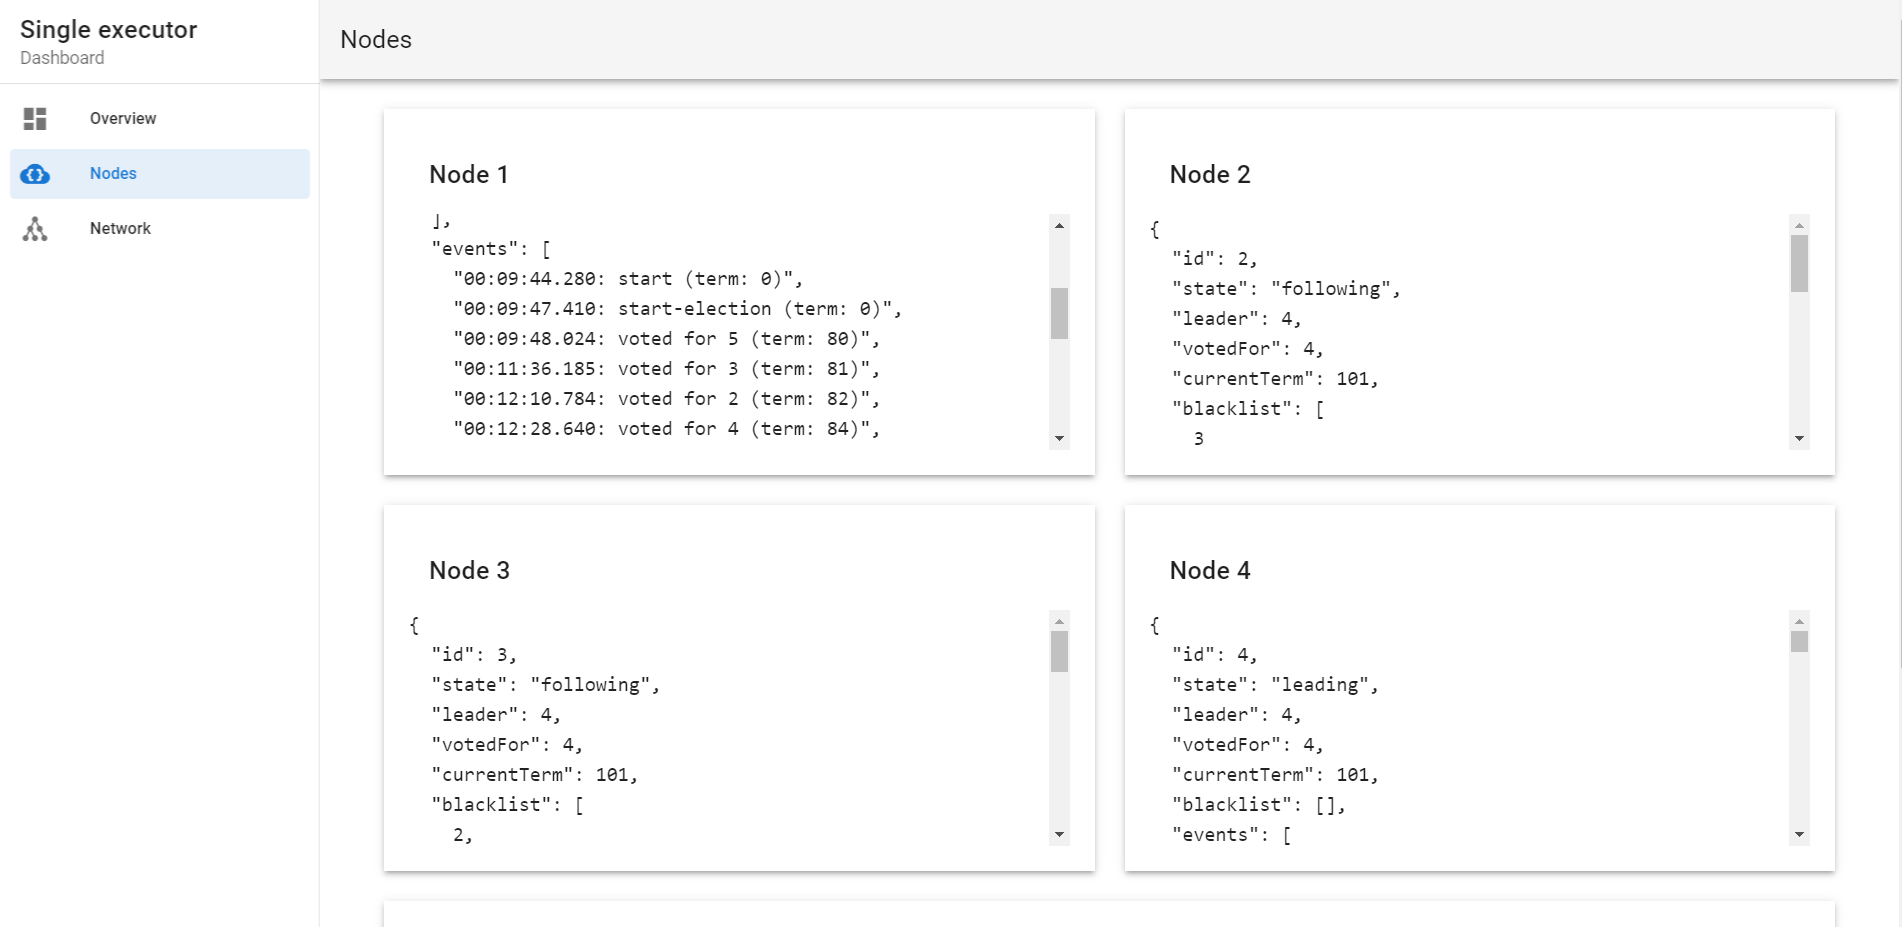 Single executor
Dashboard
Overview
Nodes
Network
Nodes
Node 1
],
"events": [
"00:09:44.280: start (term: 0)",
"00:09:47.410: start-election (term: 0)",
"00:09:48.024: voted for 5 (term: 80)",
"00:11:36.185: voted for 3 (term: 81)",
"00:12:10.784: voted for 2 (term: 82)",
"00:12:28.640: voted for 4 (term: 84)",
Node 2
{
"id": 2,
"state": "following",
"leader": 4,
"votedFor": 4,
"currentTerm": 101,
"blacklist": [
3
Node 3
{
"id": 3,
"state": "following",
"leader": 4,
"votedFor": 4,
"currentTerm": 101,
"blacklist": [
2,
Node 4
{
"id": 4,
"state": "leading",
"leader": 4,
"votedFor": 4,
"currentTerm": 101,
"blacklist": [],
"events": [